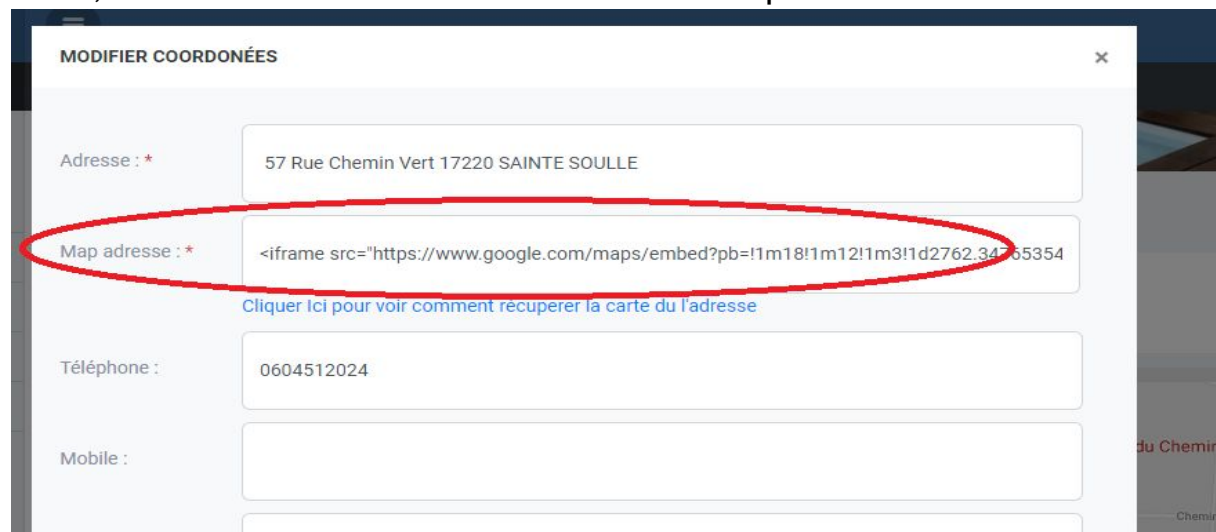 MODIFIER COORDONÉES ×
Adresse : * 57 Rue Chemin Vert 17220 SAINTE SOULLE
Map adresse : * <iframe src="https://www.google.com/maps/embed?pb=!1m18!1m12!1m3!1d2762.34765354
Cliquer Ici pour voir comment récuperer la carte du l'adresse
Téléphone : 0604512024
Mobile :
du Chemin
Chemin